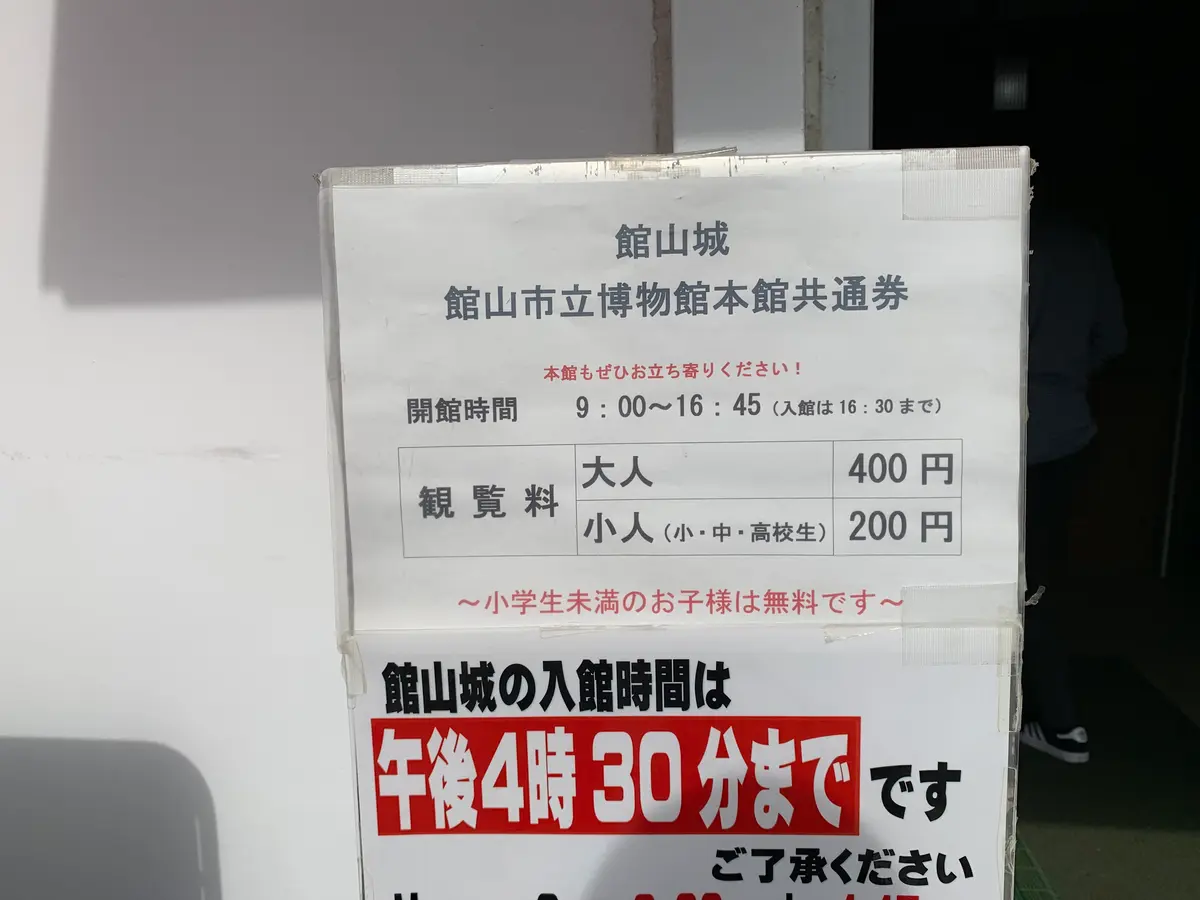 館山城
館山市立博物館本館共通券
本館もぜひお立ち寄りください！
開館時間 9：00～16：45（入館は16：30まで）
観覧料 大人 400円
小人（小・中・高校生） 200円
～小学生未満のお子様は無料です～
館山城の入館時間は
午後4時30分まで です
ご了承ください